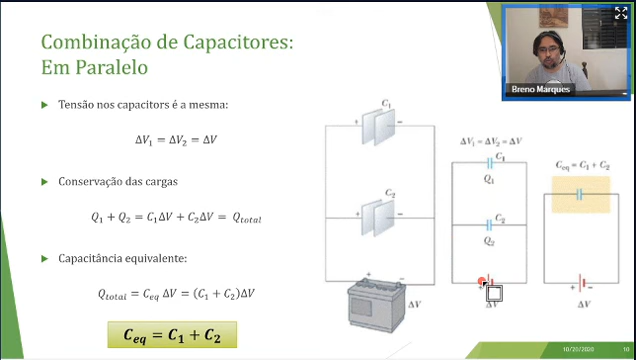 Combinação de Capacitores:
Em Paralelo
Tensão nos capacitors é a mesma:
ΔV₁ = ΔV₂ = ΔV
Conservação das cargas
Q₁ + Q₂ = C₁ΔV + C₂ΔV = Q_total
Capacitância equivalente:
Q_total = C_eq ΔV = (C₁ + C₂)ΔV
C_eq = C₁ + C₂
C₁
+ −
C₂
+ −
+ −
ΔV
ΔV₁ = ΔV₂ = ΔV
C₁
Q₁
C₂
Q₂
+ −
ΔV
C_eq = C₁ + C₂
+ −
ΔV
Breno Marques
10/20/2020
10